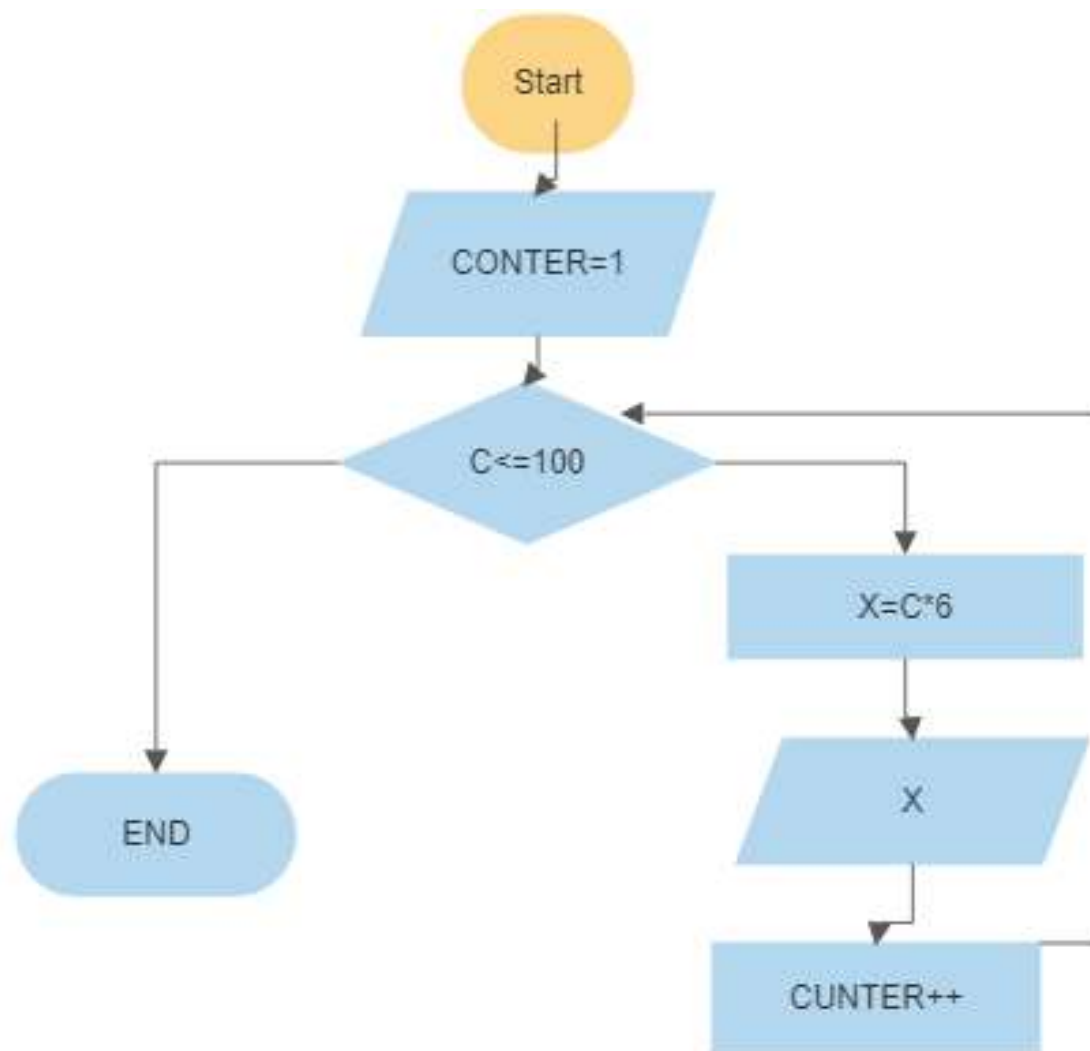 Start
CONTER=1
C<=100
X=C*6
X
END
CUNTER++